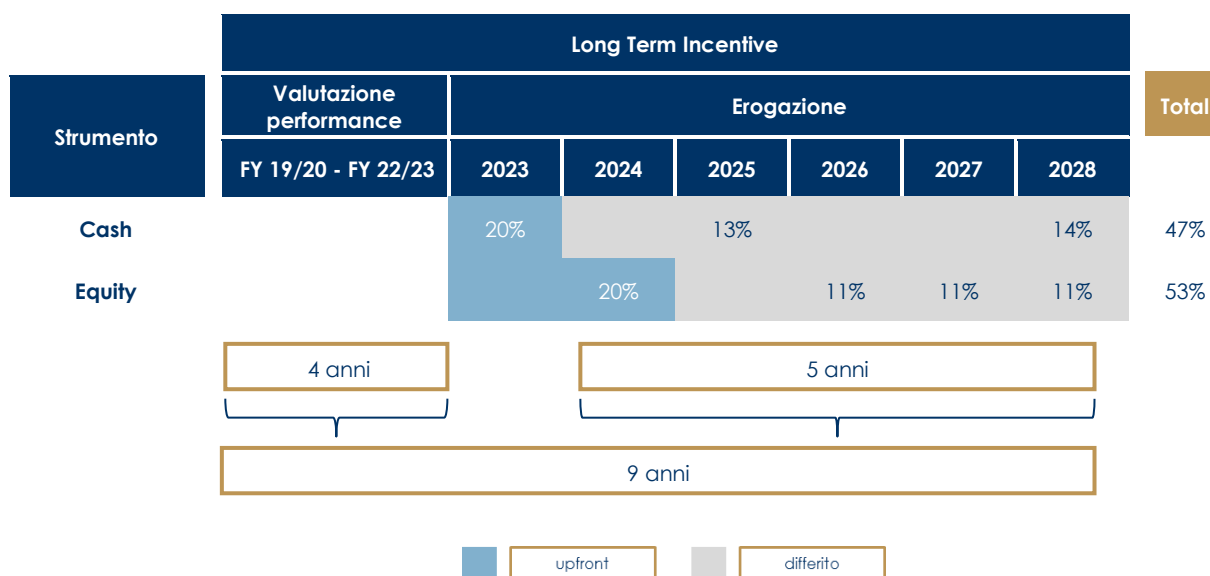 Long Term Incentive
Strumento
Valutazione
performance
Erogazione
Total
FY 19/20 - FY 22/23 2023 2024 2025 2026 2027 2028
Cash 20% 13% 14% 47%
Equity 20% 11% 11% 11% 53%
4 anni 5 anni
9 anni
upfront differito